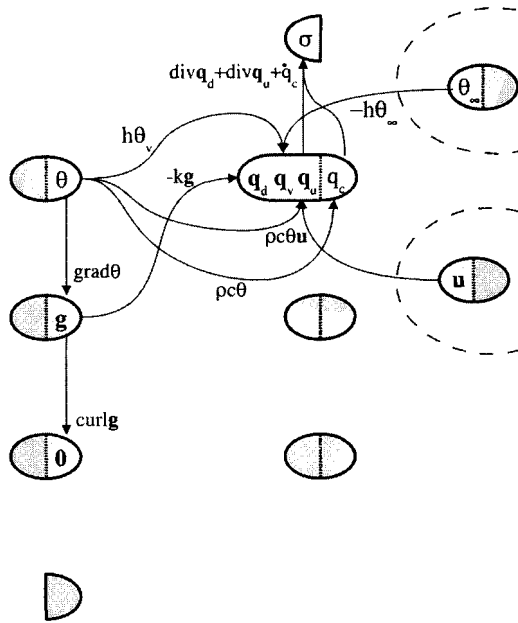 σ
div𝐪_d+div𝐪_u+q̇_c
θ_∞
−hθ_∞
hθ_v
-k𝐠
θ
𝐪_d 𝐪_v 𝐪_u q_c
ρcθ𝐮
gradθ
ρcθ
𝐮
𝐠
curl𝐠
𝟎